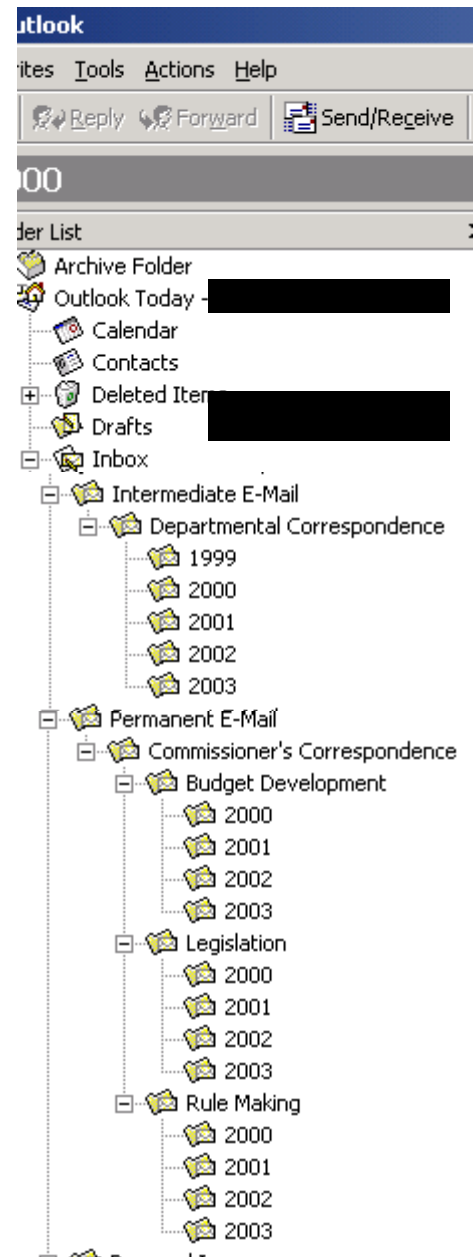 utlook
ites Tools Actions Help
Reply Forward Send/Receive
000
der List
Archive Folder
Outlook Today -
Calendar
Contacts
Deleted Items
Drafts
Inbox
Intermediate E-Mail
Departmental Correspondence
1999
2000
2001
2002
2003
Permanent E-Mail
Commissioner's Correspondence
Budget Development
2000
2001
2002
2003
Legislation
2000
2001
2002
2003
Rule Making
2000
2001
2002
2003